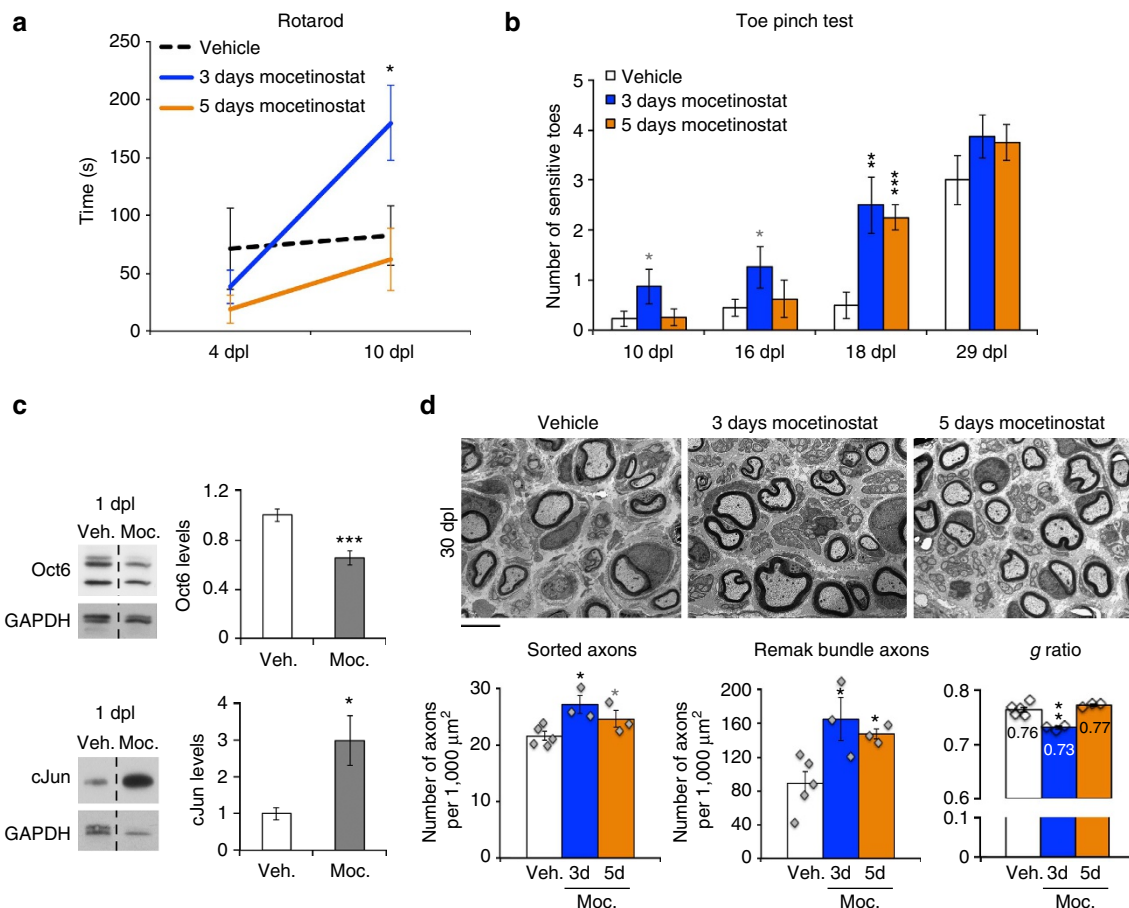 a
Rotarod
250
200
150
100
50
0
Time (s)
Vehicle
3 days mocetinostat
5 days mocetinostat
*
4 dpl
10 dpl
b
Toe pinch test
5
4
3
2
1
0
Number of sensitive toes
Vehicle
3 days mocetinostat
5 days mocetinostat
*
*
**
***
10 dpl
16 dpl
18 dpl
29 dpl
c
1 dpl
Veh. Moc.
Oct6
GAPDH
1.2
0.8
0.4
0
Oct6 levels
***
Veh.
Moc.
1 dpl
Veh. Moc.
cJun
GAPDH
4
3
2
1
0
cJun levels
*
Veh.
Moc.
d
Vehicle
3 days mocetinostat
5 days mocetinostat
30 dpl
Sorted axons
30
20
10
0
Number of axons
per 1,000 µm²
*
*
Veh. 3d 5d
Moc.
Remak bundle axons
200
160
120
80
40
0
Number of axons
per 1,000 µm²
*
*
Veh. 3d 5d
Moc.
g ratio
0.8
0.7
0.6
0.1
0
**
0.76
0.73
0.77
Veh. 3d 5d
Moc.